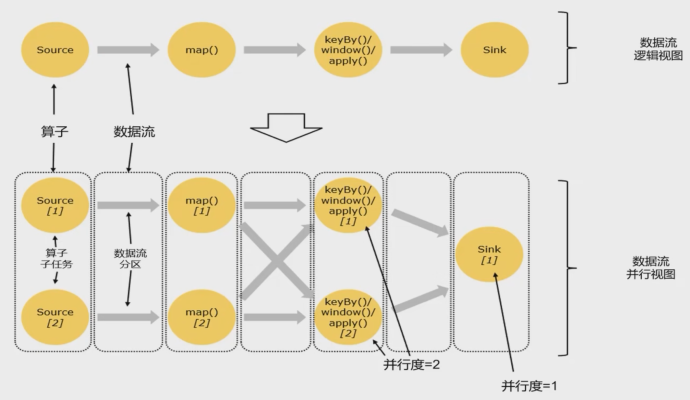 Source
map()
keyBy()/
window()/
apply()
Sink
数据流
逻辑视图
算子
数据流
Source
[1]
map()
[1]
keyBy()/
window()/
apply()
[1]
算子
子任务
数据流
分区
Sink
[1]
数据流
并行视图
Source
[2]
map()
[2]
keyBy()/
window()/
apply()
[2]
并行度=2
并行度=1